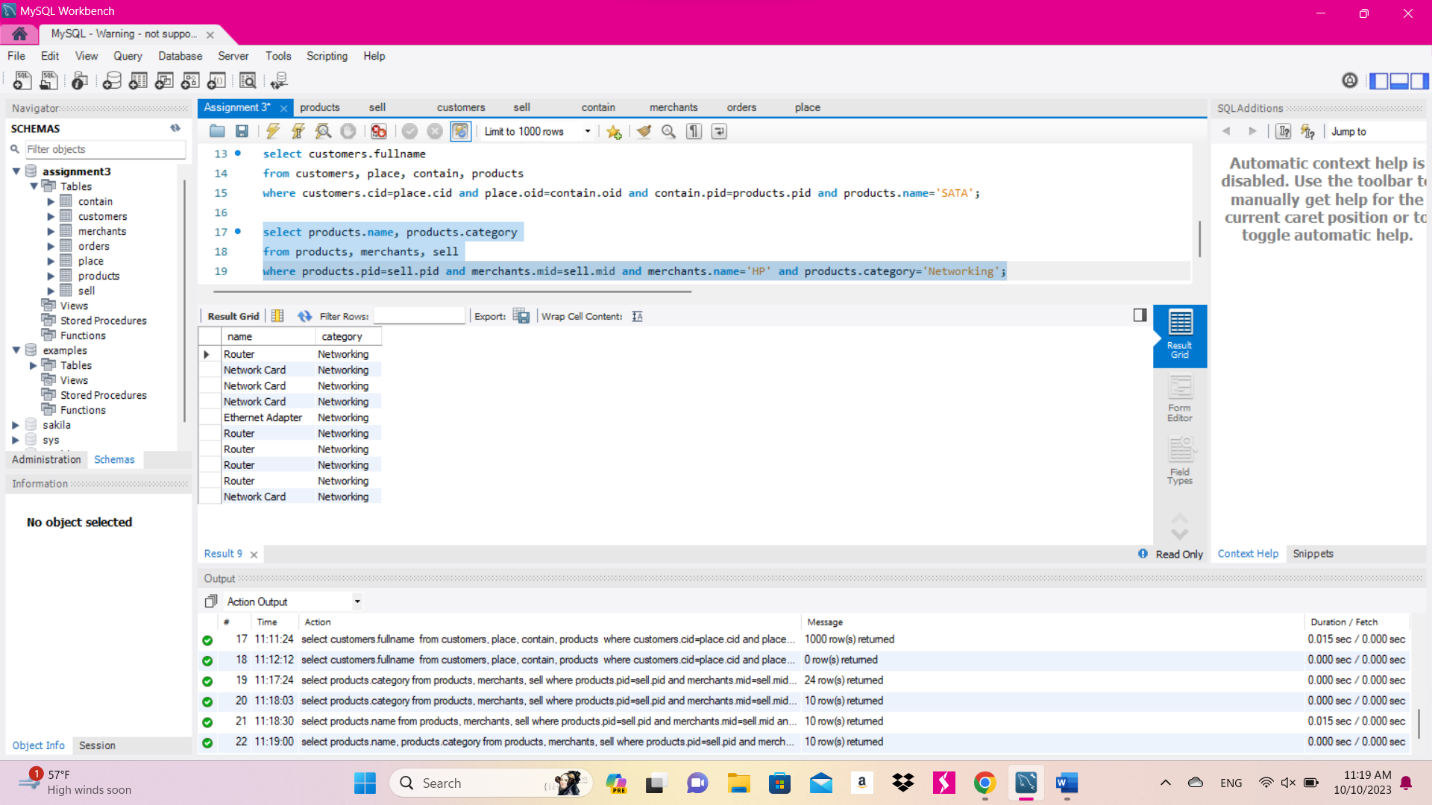 MySQL Workbench
MySQL - Warning - not suppo...
File Edit View Query Database Server Tools Scripting Help
Navigator
SCHEMAS
Filter objects
assignment3
Tables
contain
customers
merchants
orders
place
products
sell
Views
Stored Procedures
Functions
examples
Tables
Views
Stored Procedures
Functions
sakila
sys
Administration Schemas
Information
No object selected
Object Info Session
Assignment 3* products sell customers sell contain merchants orders place
Limit to 1000 rows
13 select customers.fullname
14 from customers, place, contain, products
15 where customers.cid=place.cid and place.oid=contain.oid and contain.pid=products.pid and products.name='SATA';
16
17 select products.name, products.category
18 from products, merchants, sell
19 where products.pid=sell.pid and merchants.mid=sell.mid and merchants.name='HP' and products.category='Networking';
Result Grid Filter Rows: Export: Wrap Cell Content:
name category
Router Networking
Network Card Networking
Network Card Networking
Network Card Networking
Ethernet Adapter Networking
Router Networking
Router Networking
Router Networking
Router Networking
Network Card Networking
Result Grid
Form Editor
Field Types
Result 9
Read Only
SQLAdditions
Jump to
Automatic context help is
disabled. Use the toolbar to
manually get help for the
current caret position or to
toggle automatic help.
Context Help Snippets
Output
Action Output
# Time Action Message Duration / Fetch
17 11:11:24 select customers.fullname from customers, place, contain, products where customers.cid=place.cid and place... 1000 row(s) returned 0.015 sec / 0.000 sec
18 11:12:12 select customers.fullname from customers, place, contain, products where customers.cid=place.cid and place... 0 row(s) returned 0.000 sec / 0.000 sec
19 11:17:24 select products.category from products, merchants, sell where products.pid=sell.pid and merchants.mid=sell.mid... 24 row(s) returned 0.000 sec / 0.000 sec
20 11:18:03 select products.category from products, merchants, sell where products.pid=sell.pid and merchants.mid=sell.mid... 10 row(s) returned 0.000 sec / 0.000 sec
21 11:18:30 select products.name from products, merchants, sell where products.pid=sell.pid and merchants.mid=sell.mid an... 10 row(s) returned 0.015 sec / 0.000 sec
22 11:19:00 select products.name, products.category from products, merchants, sell where products.pid=sell.pid and merch... 10 row(s) returned 0.000 sec / 0.000 sec
1
57°F
High winds soon
Search
PRE
a
ENG
11:19 AM
10/10/2023